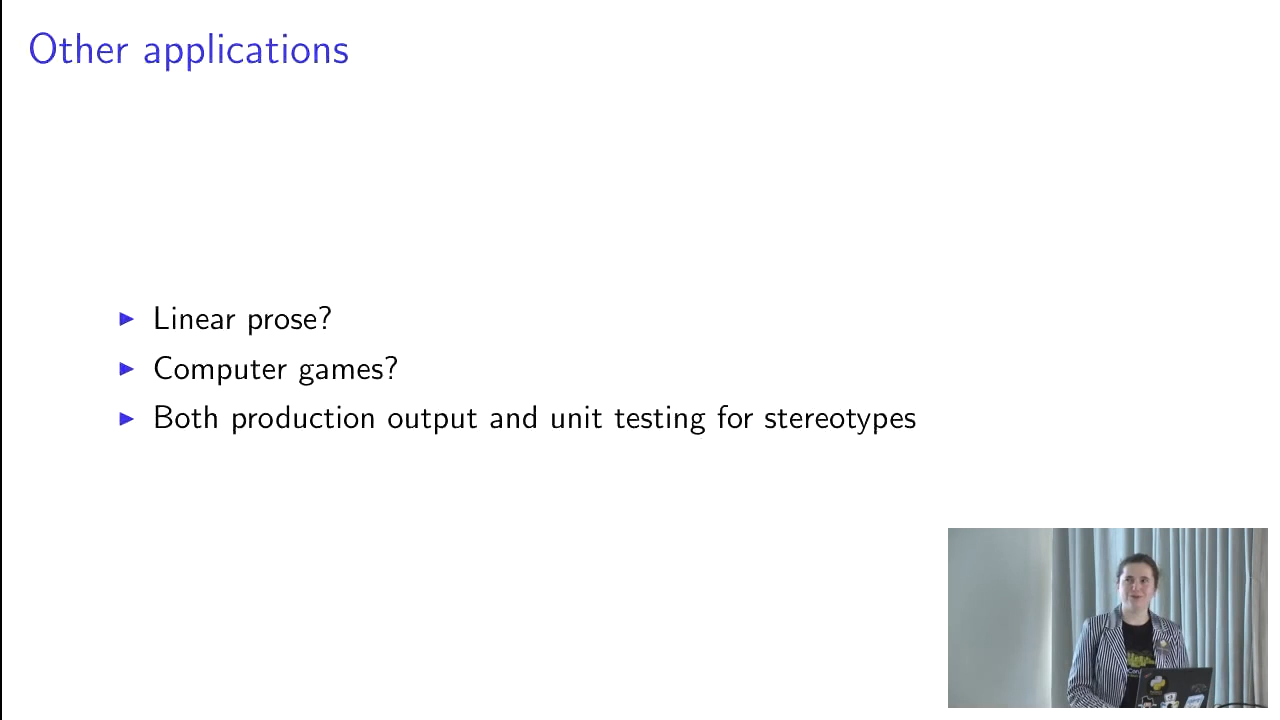 Other applications
Linear prose?
Computer games?
Both production output and unit testing for stereotypes